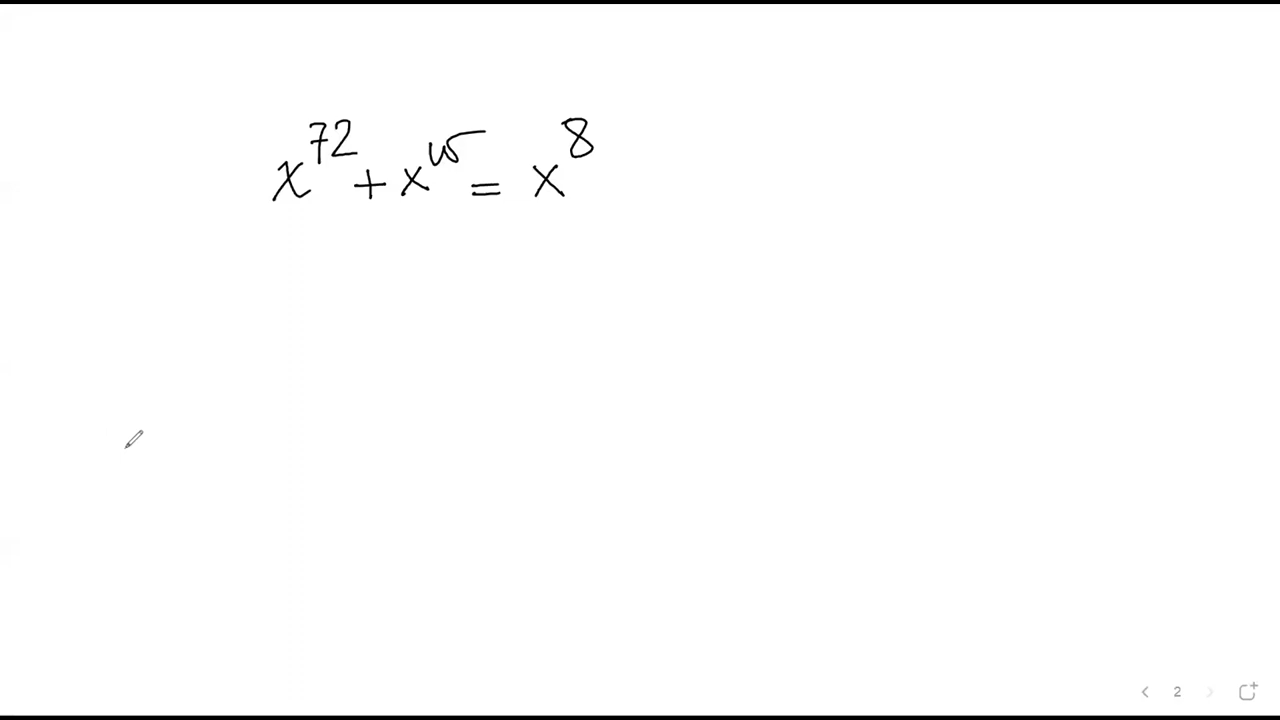 x^72 + x = x^8
2